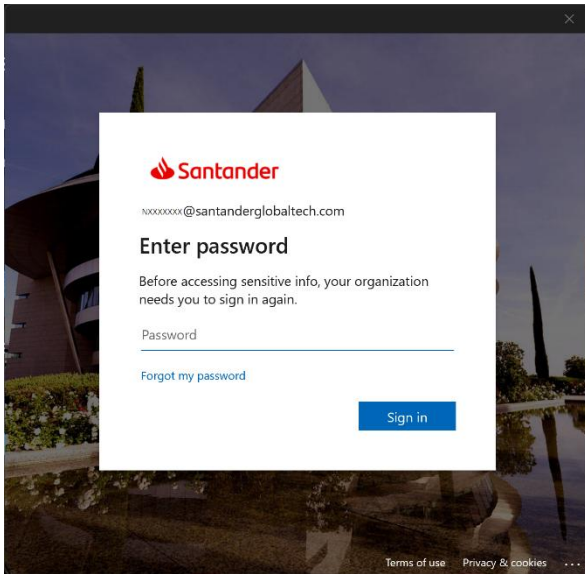 Santander
Nxxxxxxx@santanderglobaltech.com
Enter password
Before accessing sensitive info, your organization
needs you to sign in again.
Password
Forgot my password
Sign in
Terms of use Privacy & cookies ...